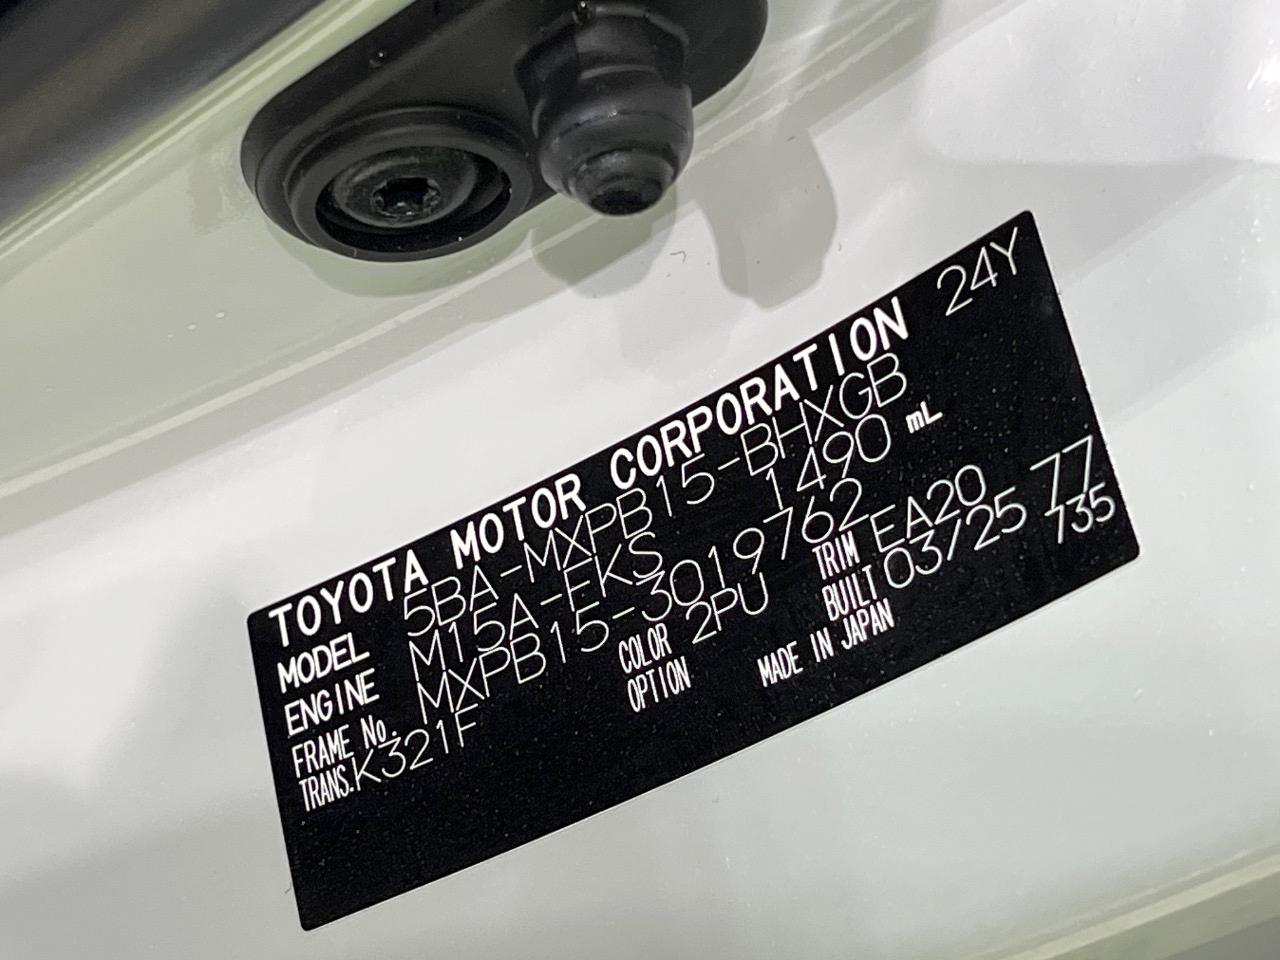 TOYOTA MOTOR CORPORATION 24Y
MODEL 5BA-MXPB15-BHXGB
ENGINE M15A-FKS 1490 mL
FRAME No. MXPB15-3019762
TRANS. K321F COLOR 2PU TRIM EA20 77
OPTION BUILT 03/25 735
MADE IN JAPAN